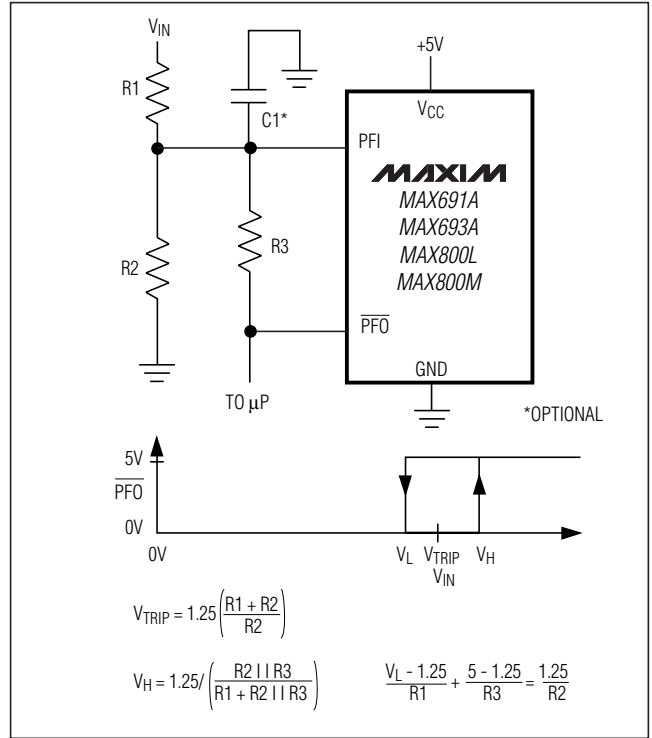 VIN
+5V
R1
C1*
VCC
PFI
MAXIM
MAX691A
MAX693A
MAX800L
MAX800M
R2
R3
PFO
GND
TO μP
*OPTIONAL
5V
PFO
0V
0V
VL VTRIP VH
VIN
VTRIP = 1.25 (R1 + R2 / R2)
VH = 1.25/ (R2 || R3 / R1 + R2 || R3)
VL - 1.25 / R1 + 5 - 1.25 / R3 = 1.25 / R2